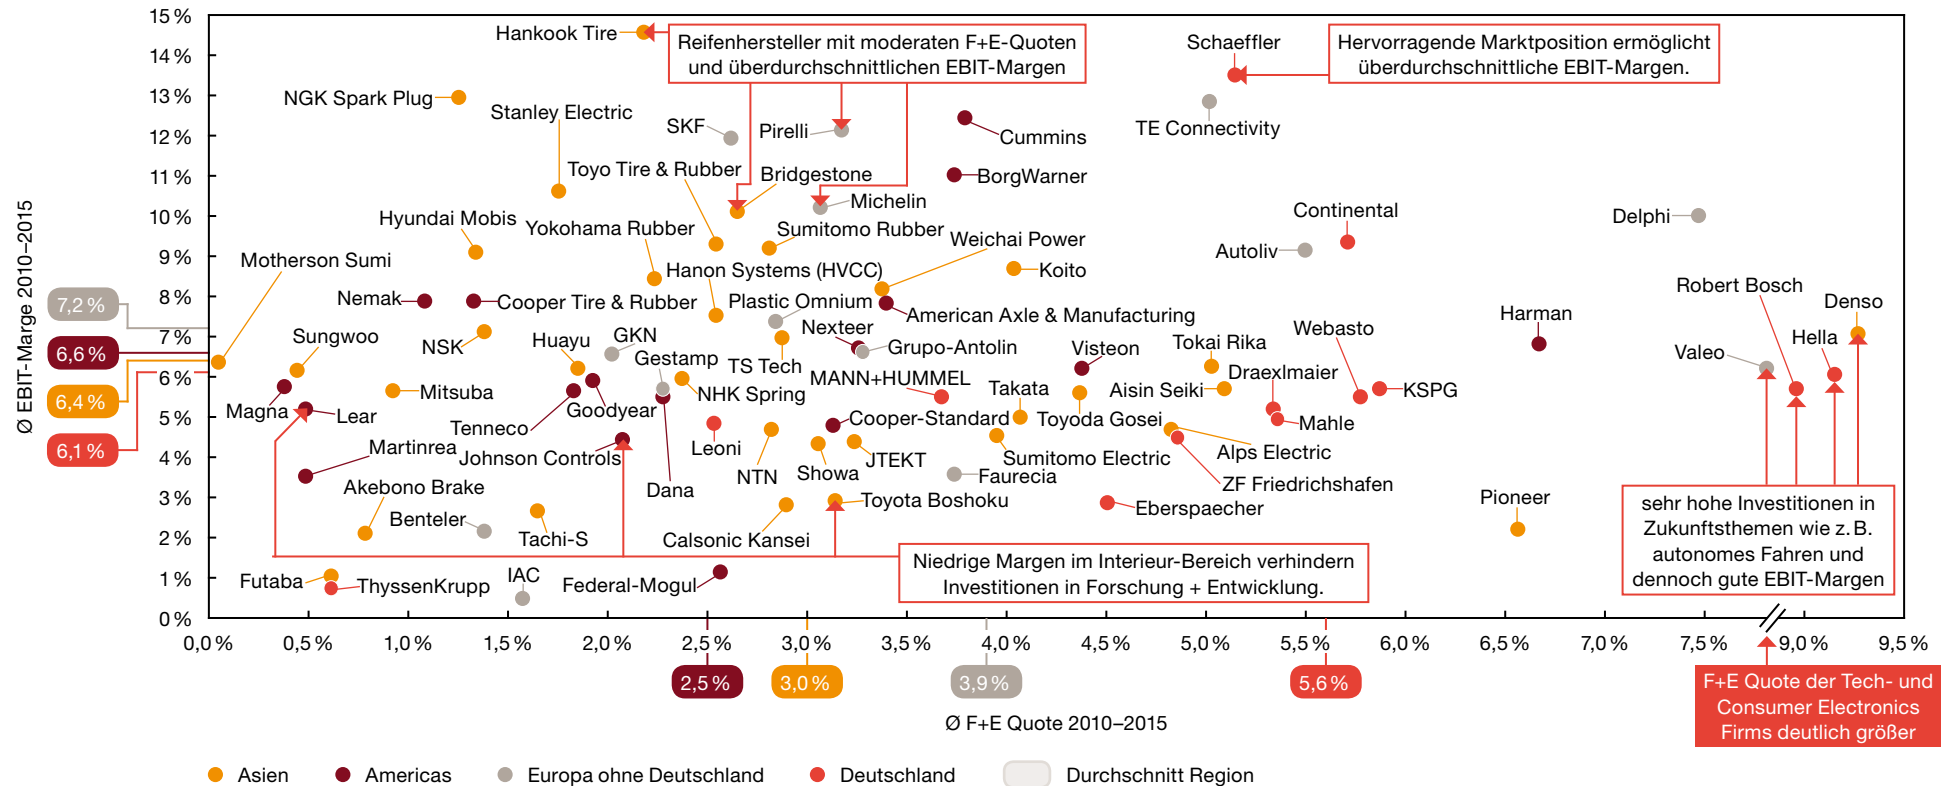 15 %
14 %
13 %
12 %
11 %
10 %
9 %
8 %
7 %
6 %
5 %
4 %
3 %
2 %
1 %
0 %
Ø EBIT-Marge 2010–2015
7,2 %
6,6 %
6,4 %
6,1 %
Hankook Tire
Reifenhersteller mit moderaten F+E-Quoten
und überdurchschnittlichen EBIT-Margen
Schaeffler
Hervorragende Marktposition ermöglicht
überdurchschnittliche EBIT-Margen.
NGK Spark Plug
Stanley Electric
SKF
Pirelli
Cummins
TE Connectivity
Toyo Tire & Rubber
Bridgestone
BorgWarner
Michelin
Hyundai Mobis
Yokohama Rubber
Sumitomo Rubber
Continental
Delphi
Weichai Power
Autoliv
Motherson Sumi
Hanon Systems (HVCC)
Koito
Nemak
Cooper Tire & Rubber
Plastic Omnium
American Axle & Manufacturing
Robert Bosch
Denso
Harman
Sungwoo
NSK
Huayu
GKN
Nexteer
Grupo-Antolin
Visteon
Tokai Rika
Webasto
Hella
Valeo
Gestamp
TS Tech
Magna
Lear
Mitsuba
Goodyear
NHK Spring
MANN+HUMMEL
Takata
Aisin Seiki
Draexlmaier
KSPG
Tenneco
Cooper-Standard
Toyoda Gosei
Mahle
Martinrea
Johnson Controls
Leoni
NTN
Showa
JTEKT
Sumitomo Electric
Alps Electric
Faurecia
ZF Friedrichshafen
Akebono Brake
Dana
Benteler
Tachi-S
Calsonic Kansei
Toyota Boshoku
Eberspaecher
Pioneer
sehr hohe Investitionen in
Zukunftsthemen wie z. B.
autonomes Fahren und
dennoch gute EBIT-Margen
Niedrige Margen im Interieur-Bereich verhindern
Investitionen in Forschung + Entwicklung.
Futaba
ThyssenKrupp
IAC
Federal-Mogul
0,0 %
0,5 %
1,0 %
1,5 %
2,0 %
2,5 %
3,0 %
3,5 %
4,0 %
4,5 %
5,0 %
5,5 %
6,0 %
6,5 %
7,0 %
7,5 %
9,0 %
9,5 %
2,5 %
3,0 %
3,9 %
5,6 %
F+E Quote der Tech- und
Consumer Electronics
Firms deutlich größer
Ø F+E Quote 2010–2015
Asien
Americas
Europa ohne Deutschland
Deutschland
Durchschnitt Region